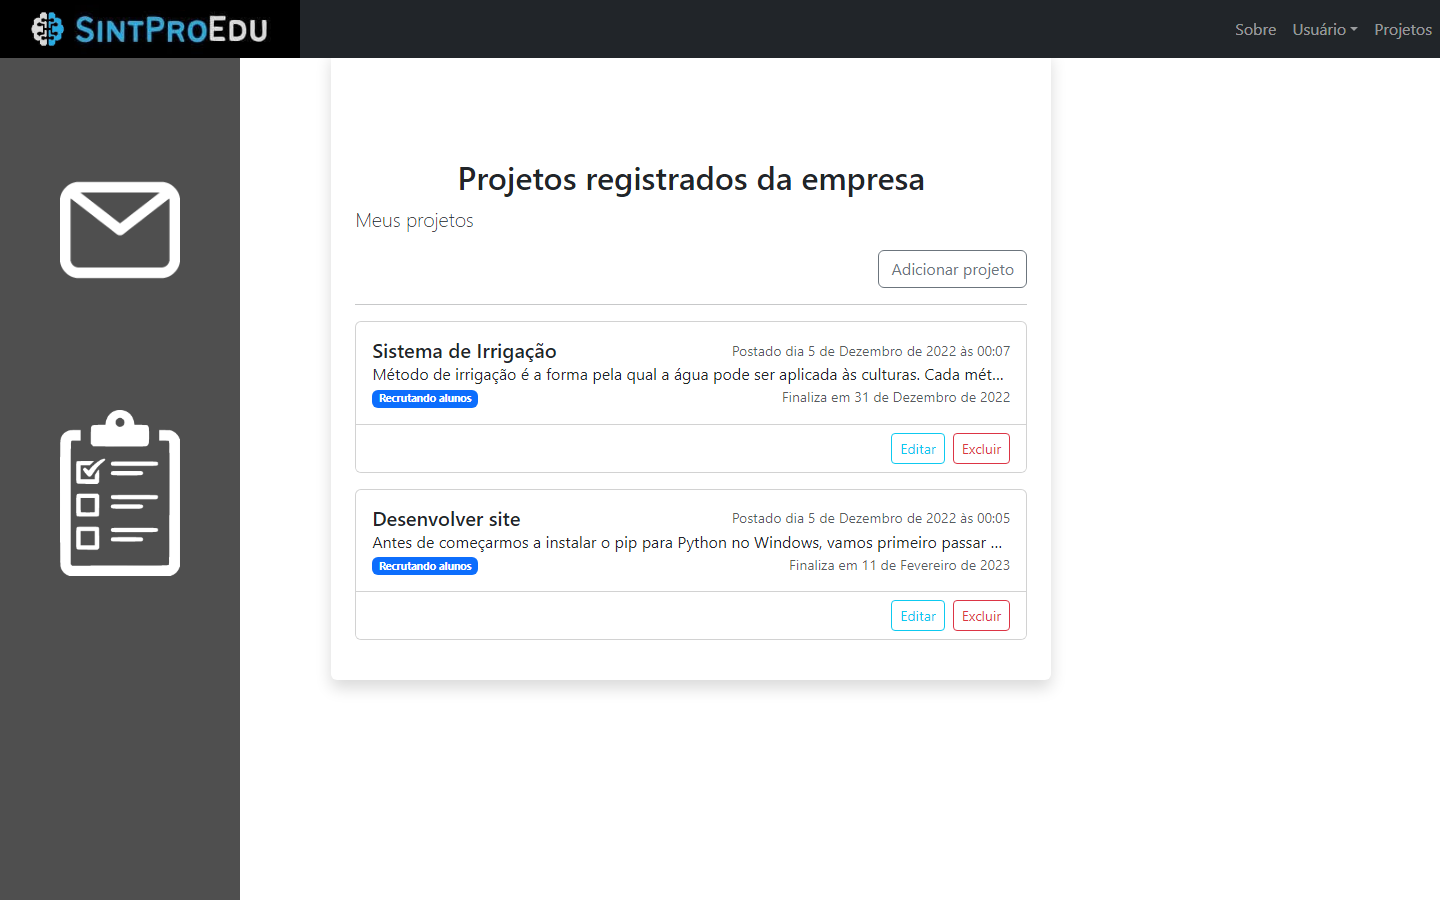 SINTPROEDU
Sobre Usuário Projetos
Projetos registrados da empresa
Meus projetos
Adicionar projeto
Sistema de Irrigação
Postado dia 5 de Dezembro de 2022 às 00:07
Método de irrigação é a forma pela qual a água pode ser aplicada às culturas. Cada mét...
Recrutando alunos
Finaliza em 31 de Dezembro de 2022
Editar Excluir
Desenvolver site
Postado dia 5 de Dezembro de 2022 às 00:05
Antes de começarmos a instalar o pip para Python no Windows, vamos primeiro passar ...
Recrutando alunos
Finaliza em 11 de Fevereiro de 2023
Editar Excluir